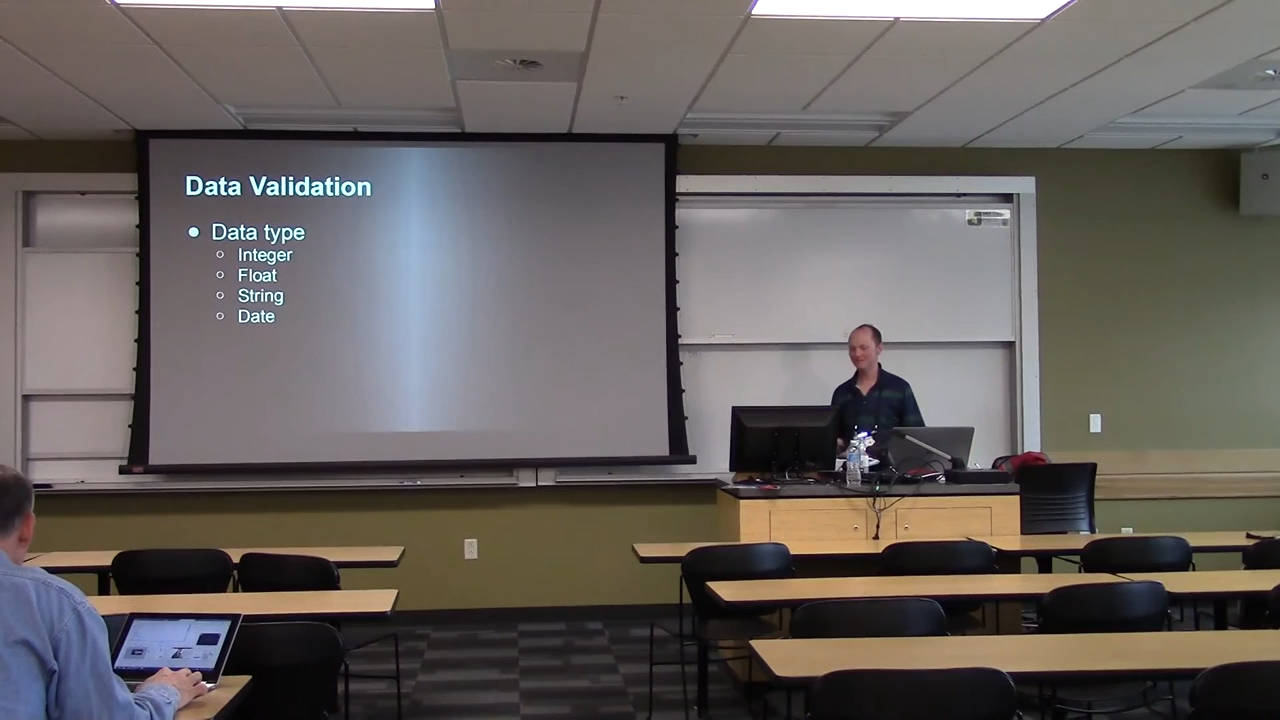 Data Validation
Data type
Integer
Float
String
Date